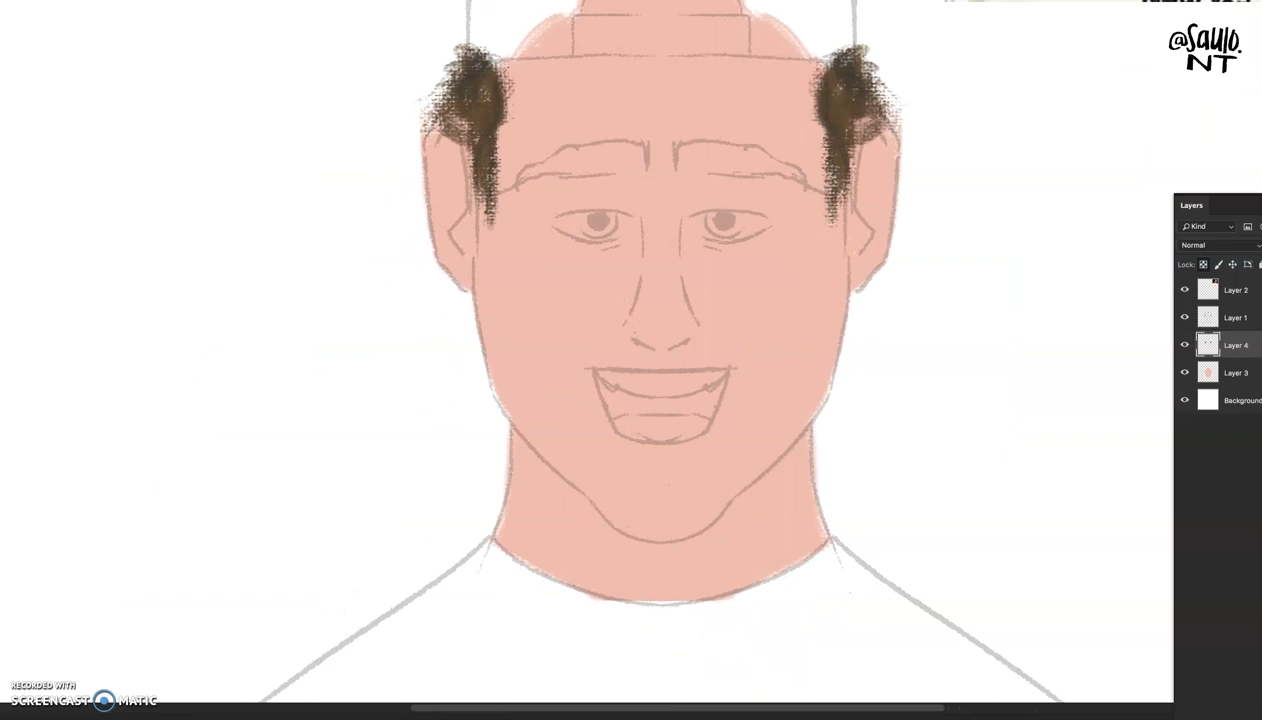 @SAULO.
NT
Layers
Kind
Normal
Lock:
Layer 2
Layer 1
Layer 4
Layer 3
Background
RECORDED WITH
SCREENCAST MATIC